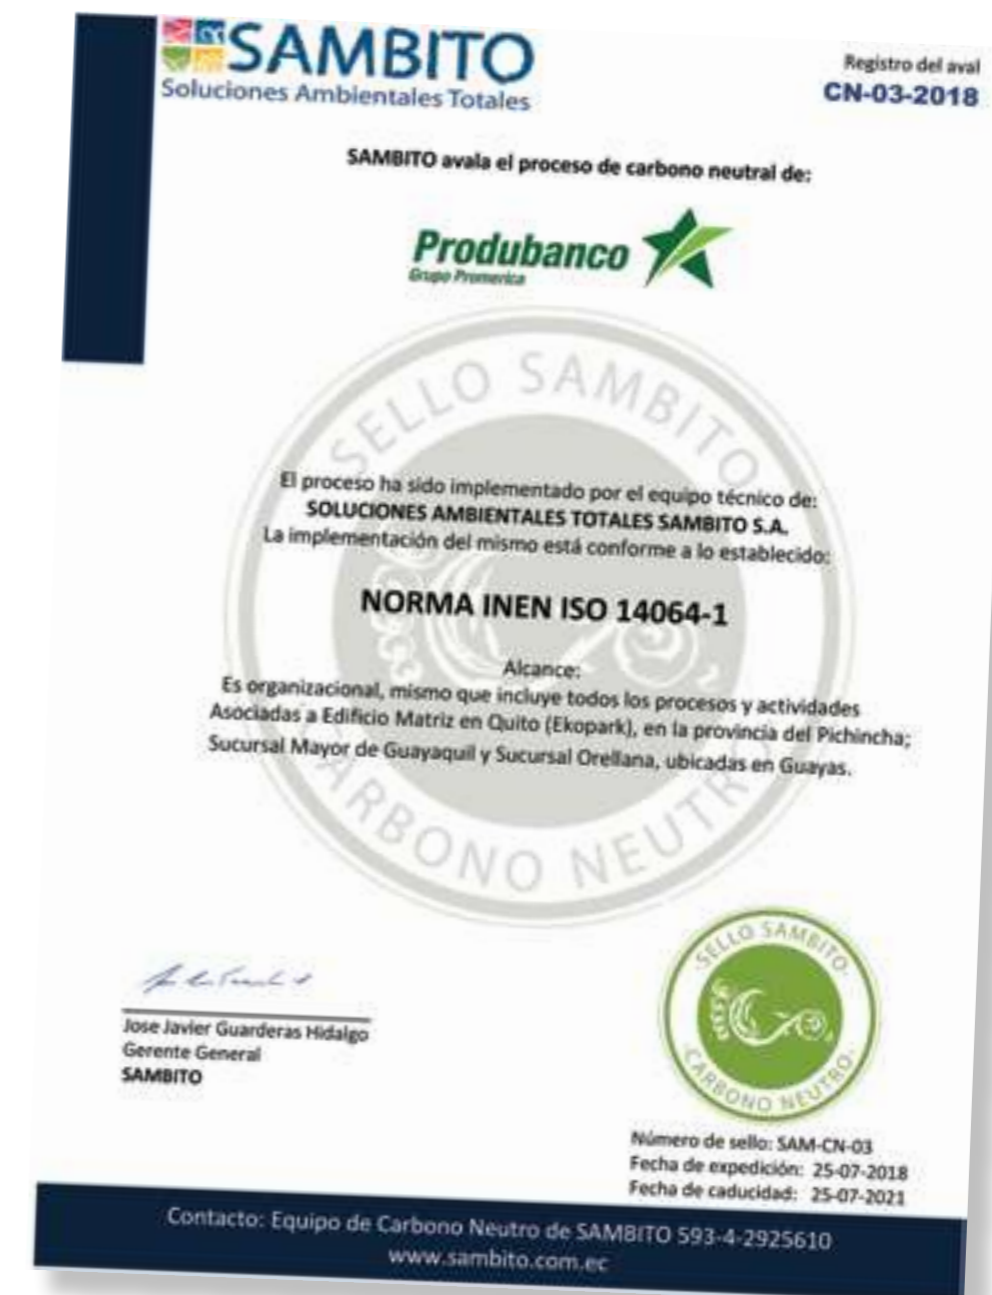 SAMBITO
Soluciones Ambientales Totales
Registro del aval
CN-03-2018
SAMBITO avala el proceso de carbono neutral de:
Produbanco
Grupo Promerica
SELLO SAMBITO
El proceso ha sido implementado por el equipo técnico de:
SOLUCIONES AMBIENTALES TOTALES SAMBITO S.A.
La implementación del mismo está conforme a lo establecido:
NORMA INEN ISO 14064-1
Alcance:
Es organizacional, mismo que incluye todos los procesos y actividades
Asociadas a Edificio Matriz en Quito (Ekopark), en la provincia del Pichincha;
Sucursal Mayor de Guayaquil y Sucursal Orellana, ubicadas en Guayas.
CARBONO NEUTRO
Jose Javier Guarderas Hidalgo
Gerente General
SAMBITO
·SELLO SAMBITO·
·CARBONO NEUTRO·
Número de sello: SAM-CN-03
Fecha de expedición: 25-07-2018
Fecha de caducidad: 25-07-2021
Contacto: Equipo de Carbono Neutro de SAMBITO 593-4-2925610
www.sambito.com.ec